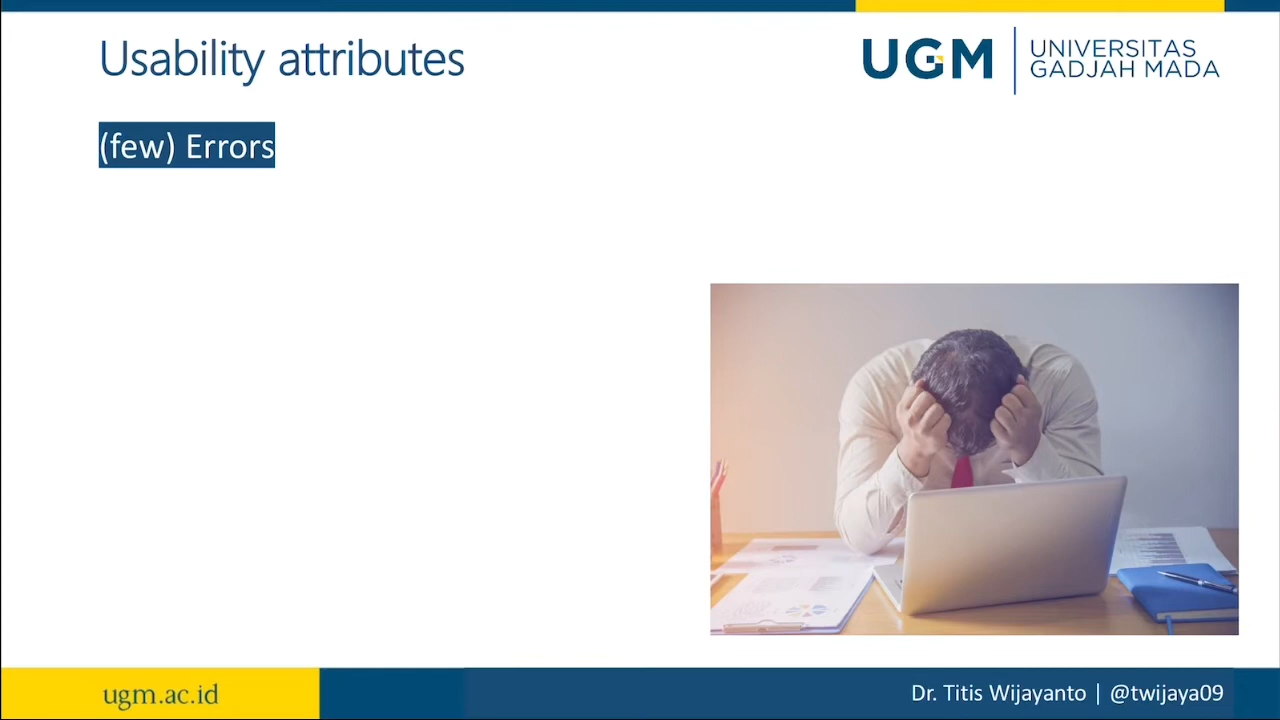 Usability attributes
UGM
UNIVERSITAS
GADJAH MADA
(few) Errors
ugm.ac.id
Dr. Titis Wijayanto | @twijaya09